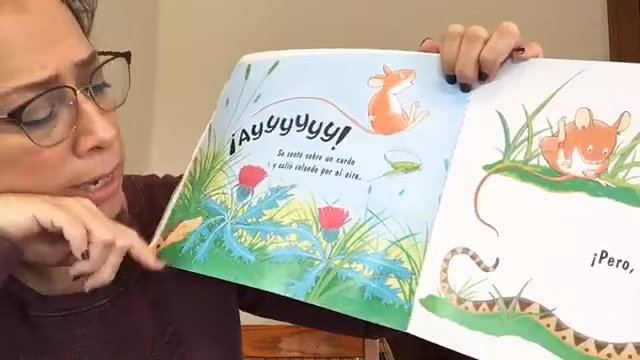 ¡Ayyyyyy!
Se sentó sobre un cardo
y salió volando por el aire.
¡Pero,